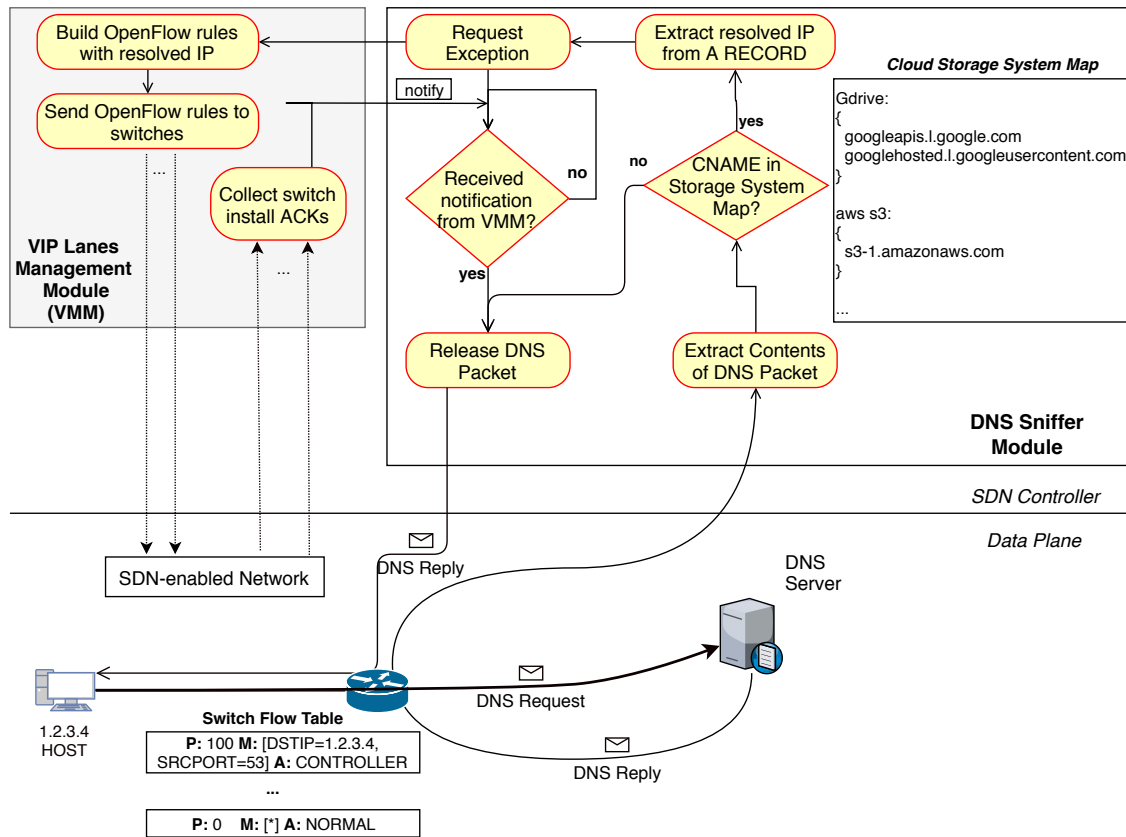 Build OpenFlow rules
with resolved IP
Send OpenFlow rules to
switches
...
Collect switch
install ACKs
...
VIP Lanes
Management
Module
(VMM)
Request
Exception
notify
Extract resolved IP
from A RECORD
Received
notification
from VMM?
no
yes
yes
no
CNAME in
Storage System
Map?
Release DNS
Packet
Extract Contents
of DNS Packet
Cloud Storage System Map
Gdrive:
{
googleapis.l.google.com
googlehosted.l.googleusercontent.com
}
aws s3:
{
s3-1.amazonaws.com
}
...
DNS Sniffer
Module
SDN Controller
Data Plane
SDN-enabled Network
DNS Reply
DNS
Server
DNS Request
DNS Reply
1.2.3.4
HOST
Switch Flow Table
P: 100 M: [DSTIP=1.2.3.4,
SRCPORT=53] A: CONTROLLER
...
P: 0 M: [*] A: NORMAL